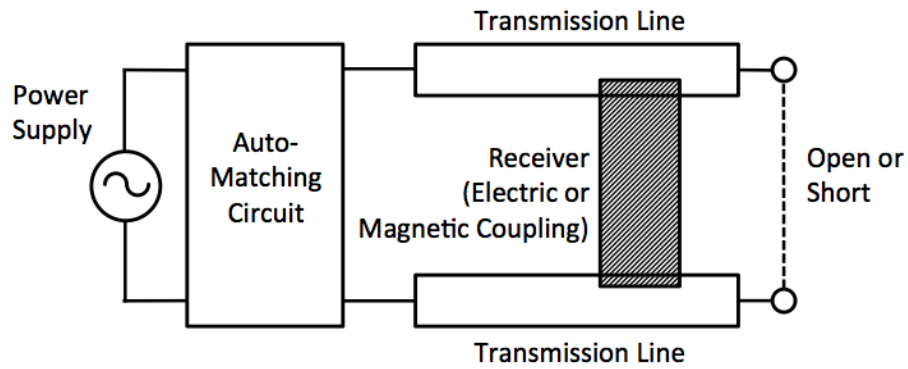 Transmission Line
Power
Supply
Auto-
Matching
Circuit
Receiver
(Electric or
Magnetic Coupling)
Open or
Short
Transmission Line